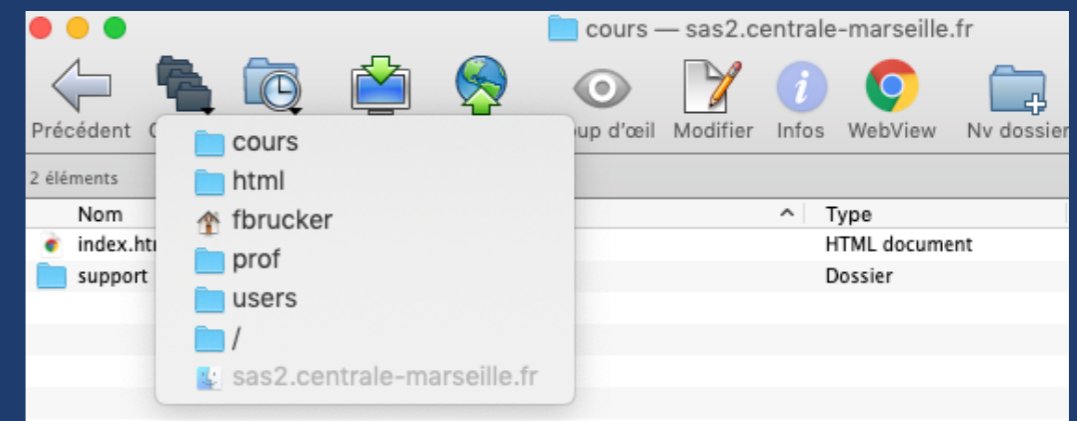 cours — sas2.centrale-marseille.fr
Précédent up d'œil Modifier Infos WebView Nv dossier
2 éléments
Nom Type
index.ht HTML document
support Dossier
cours
html
fbrucker
prof
users
/
sas2.centrale-marseille.fr